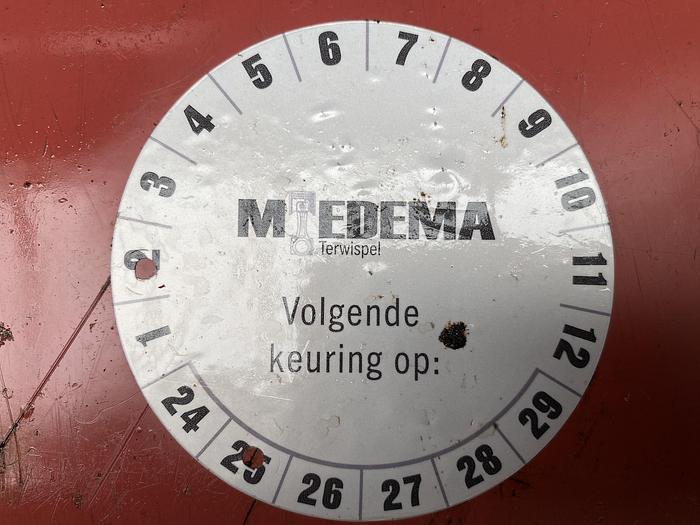 1 2 3 4 5 6 7 8 9 10 11 12
MIEDEMA
Terwispel
Volgende
keuring op:
24 25 26 27 28 29